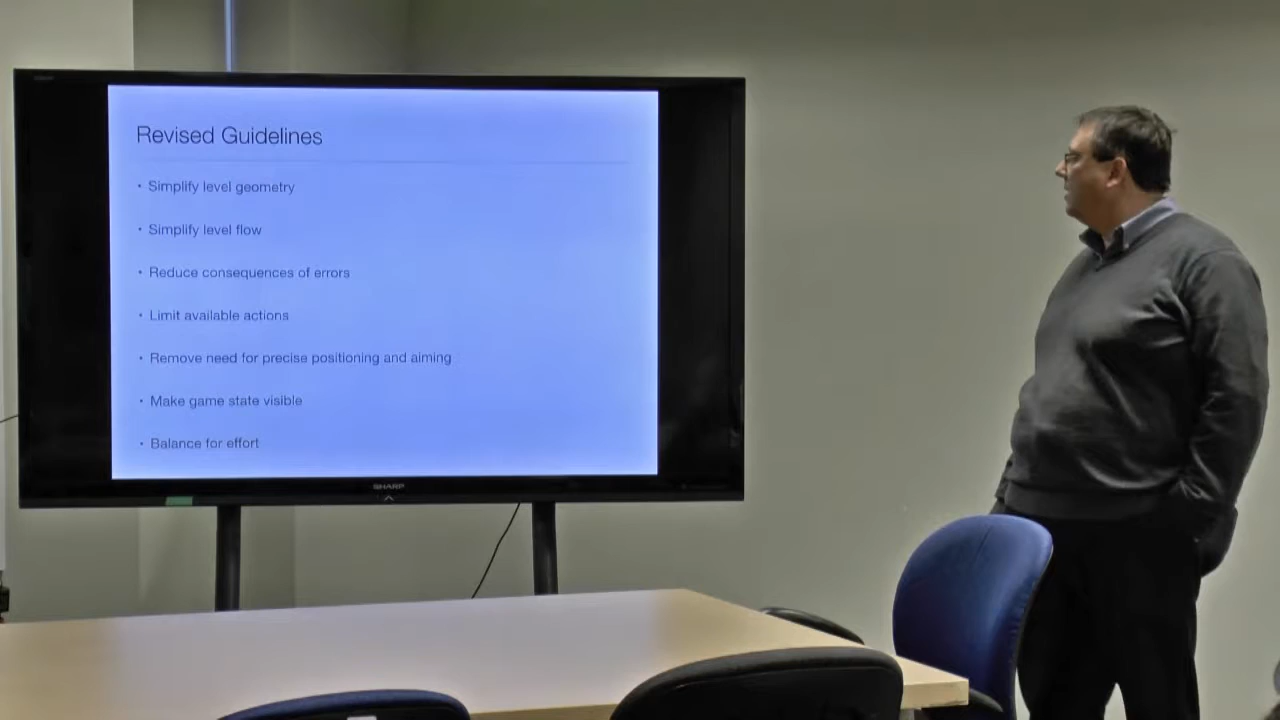 Revised Guidelines
• Simplify level geometry
• Simplify level flow
• Reduce consequences of errors
• Limit available actions
• Remove need for precise positioning and aiming
• Make game state visible
• Balance for effort
SHARP